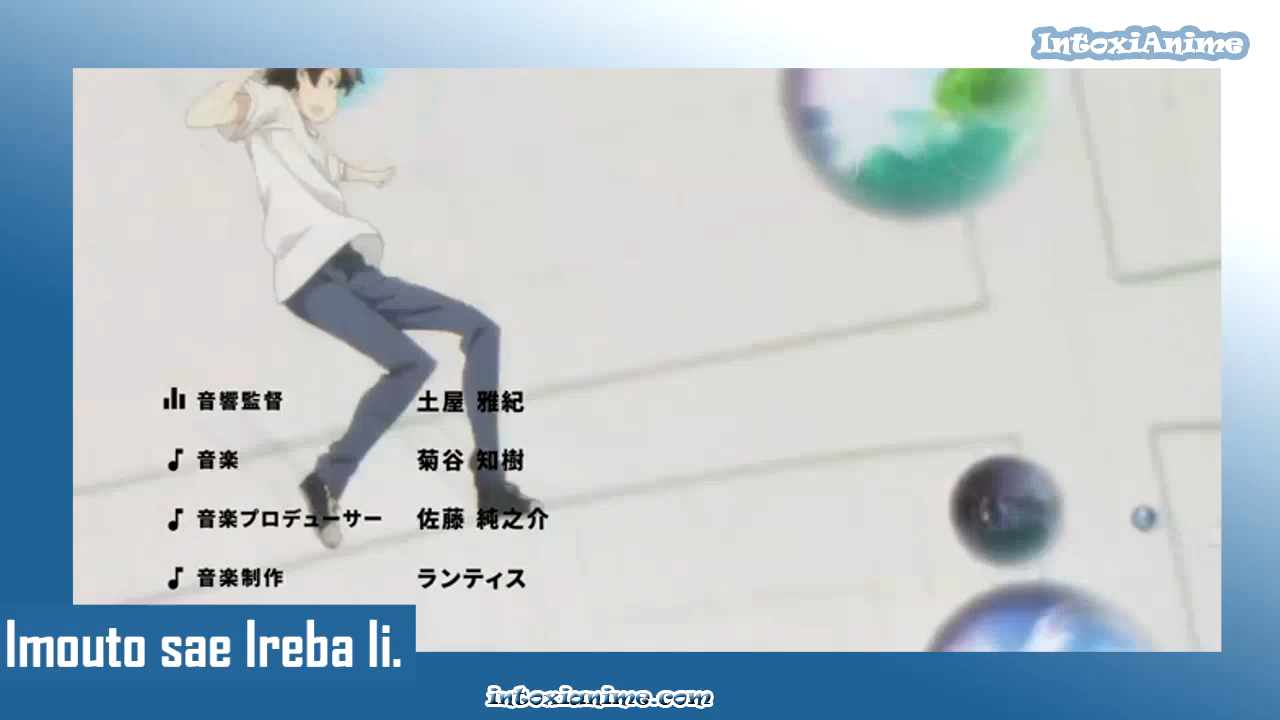 IntoxiAnime
音響監督 土屋 雅紀
音楽 菊谷 知樹
音楽プロデューサー 佐藤 純之介
音楽制作 ランティス
Imouto sae Ireba Ii.
intoxianime.com